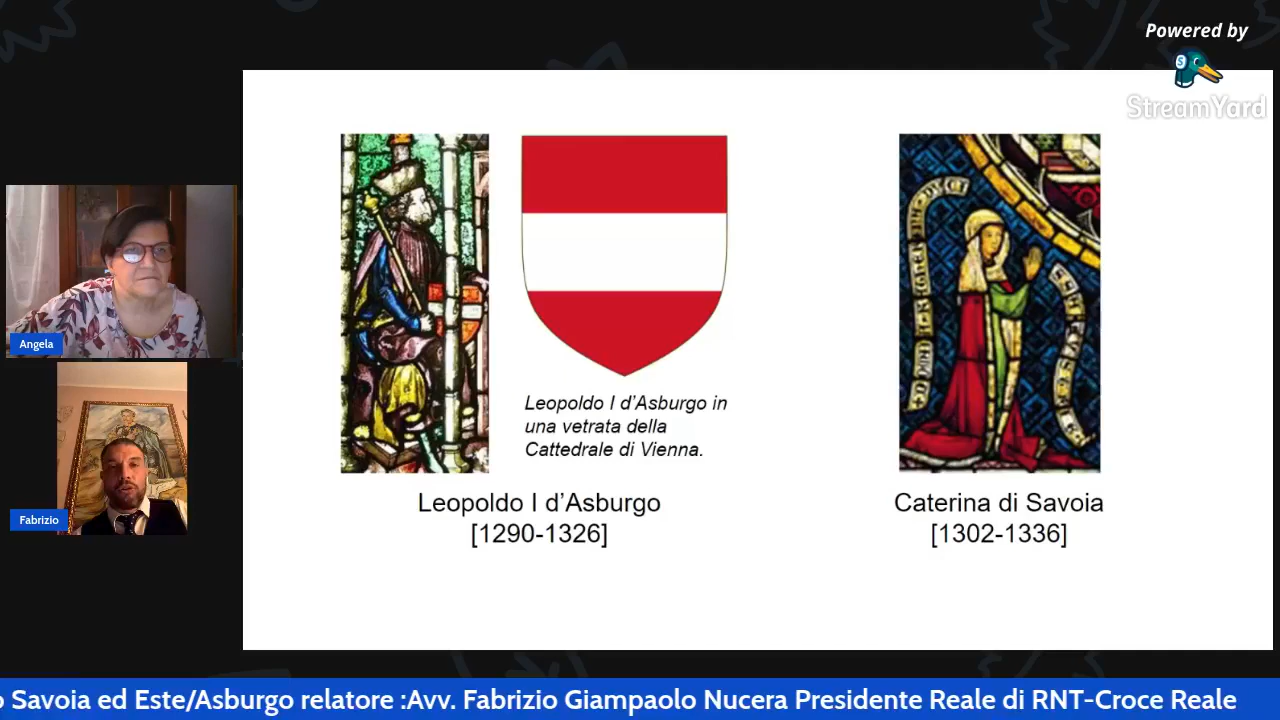 Powered by
StreamYard
Leopoldo I d'Asburgo in
una vetrata della
Cattedrale di Vienna.
Leopoldo I d'Asburgo
[1290-1326]
Caterina di Savoia
[1302-1336]
Angela
Fabrizio
Savoia ed Este/Asburgo relatore :Avv. Fabrizio Giampaolo Nucera Presidente Reale di RNT-Croce Reale